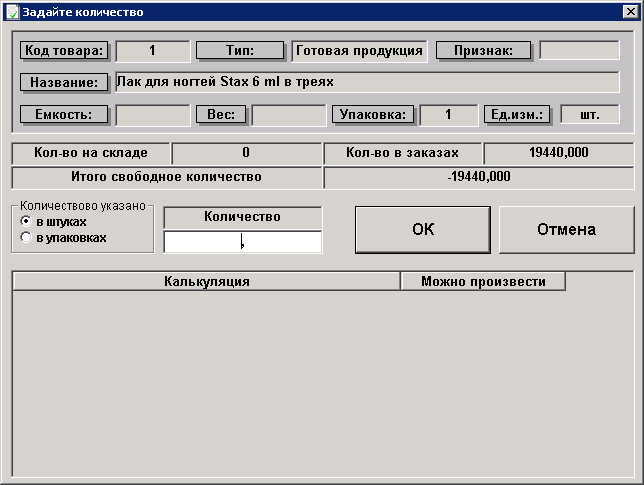 Задайте количество
Код товара: 1 Тип: Готовая продукция Признак:
Название: Лак для ногтей Stax 6 ml в треях
Емкость: Вес: Упаковка: 1 Ед.изм.: шт.
Кол-во на складе 0 Кол-во в заказах 19440,000
Итого свободное количество -19440,000
Количествово указано
в штуках
в упаковках
Количество
,
OK
Отмена
Калькуляция Можно произвести